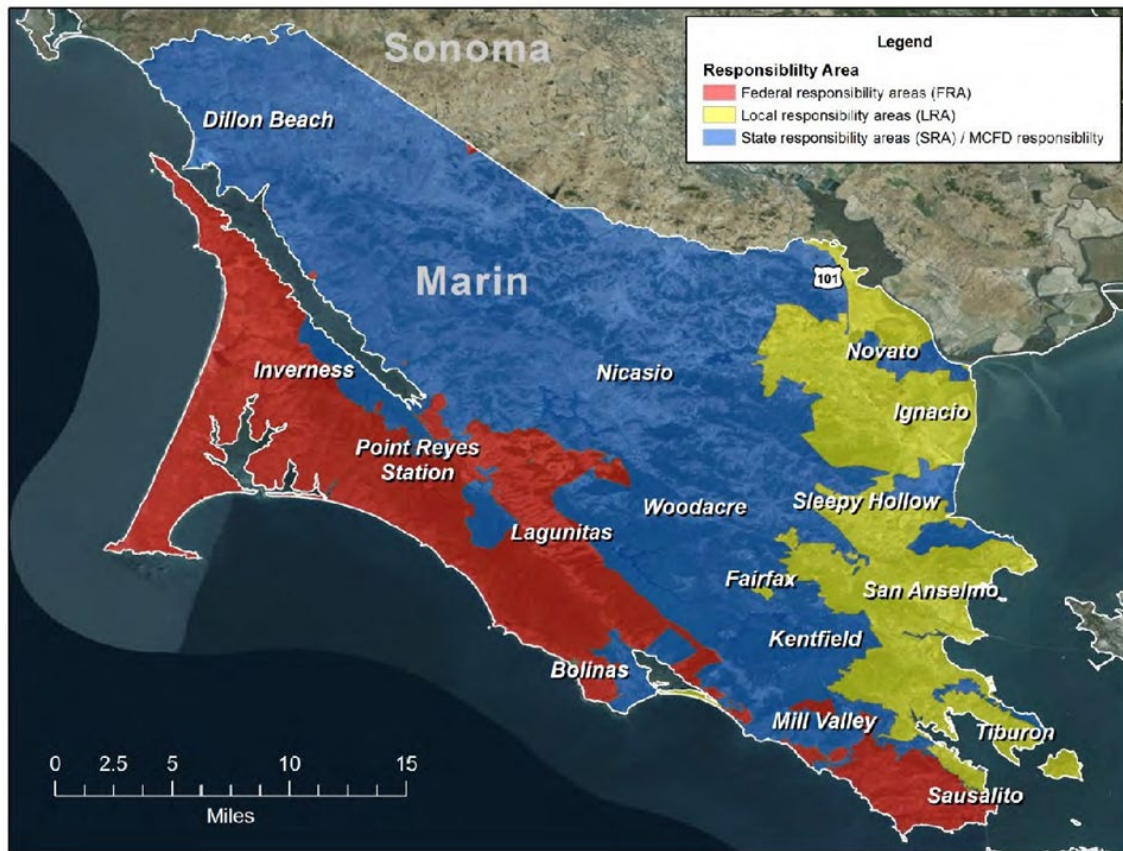 Sonoma
Legend
Responsiblilty Area
Federal responsibility areas (FRA)
Local responsibility areas (LRA)
State responsibility areas (SRA) / MCFD responsiblilty
Dillon Beach
Marin
101
Novato
Inverness
Nicasio
Ignacio
Point Reyes
Station
Sleepy Hollow
Woodacre
Lagunitas
Fairfax
San Anselmo
Kentfield
Bolinas
Mill Valley
Tiburon
Sausalito
0 2.5 5 10 15
Miles